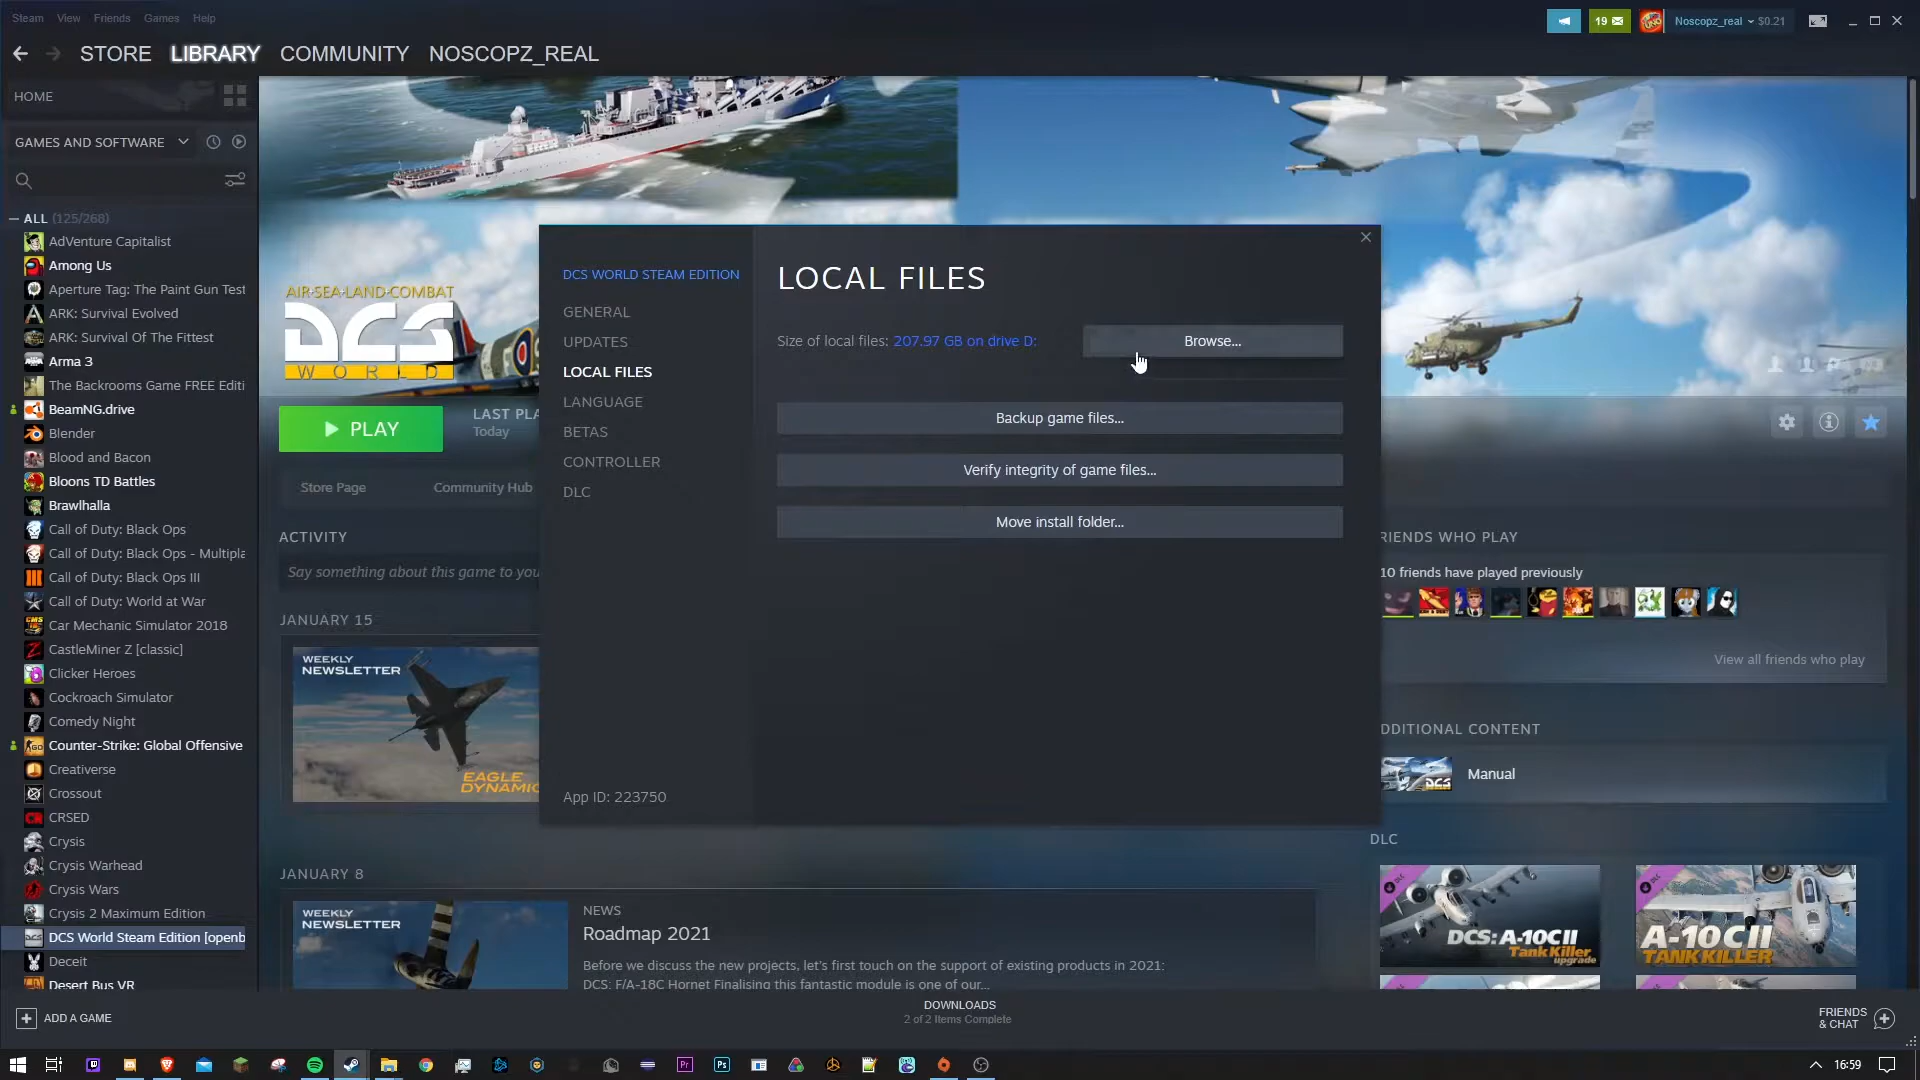 Steam View Friends Games Help
19 Noscopz_real $0.21
STORE LIBRARY COMMUNITY NOSCOPZ_REAL
HOME
GAMES AND SOFTWARE
ALL (125/268)
AdVenture Capitalist
Among Us
Aperture Tag: The Paint Gun Test
ARK: Survival Evolved
ARK: Survival Of The Fittest
Arma 3
The Backrooms Game FREE Editi
BeamNG.drive
Blender
Blood and Bacon
Bloons TD Battles
Brawlhalla
Call of Duty: Black Ops
Call of Duty: Black Ops - Multipla
Call of Duty: Black Ops III
Call of Duty: World at War
Car Mechanic Simulator 2018
CastleMiner Z [classic]
Clicker Heroes
Cockroach Simulator
Comedy Night
Counter-Strike: Global Offensive
Creativerse
Crossout
CRSED
Crysis
Crysis Warhead
Crysis Wars
Crysis 2 Maximum Edition
DCS World Steam Edition [openb
Deceit
Desert Bus VR
ADD A GAME
AIR·SEA·LAND·COMBAT
DCS
WORLD
PLAY
LAST PLA
Today
Store Page Community Hub
ACTIVITY
Say something about this game to you
JANUARY 15
WEEKLY
NEWSLETTER
EAGLE
DYNAMIC
JANUARY 8
WEEKLY
NEWSLETTER
NEWS
Roadmap 2021
Before we discuss the new projects, let's first touch on the support of existing products in 2021:
DCS: F/A-18C Hornet Finalising this fantastic module is one of our...
DCS WORLD STEAM EDITION
GENERAL
UPDATES
LOCAL FILES
LANGUAGE
BETAS
CONTROLLER
DLC
App ID: 223750
LOCAL FILES
Size of local files: 207.97 GB on drive D:
Browse...
Backup game files...
Verify integrity of game files...
Move install folder...
RIENDS WHO PLAY
10 friends have played previously
View all friends who play
DDITIONAL CONTENT
Manual
DLC
DLC
DCS: A-10C II
Tank Killer
upgrade
DLC
A-10C II
TANK KILLER
DOWNLOADS
2 of 2 Items Complete
FRIENDS
& CHAT
16:59